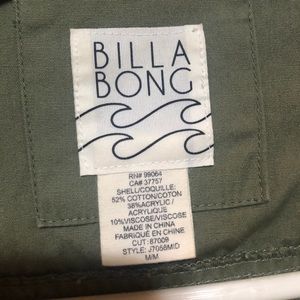 BILLA
BONG
RN# 99064
CA# 37757
SHELL/COQUILLE:
52% COTTON/COTON
38%ACRYLIC /
ACRYLIQUE
10%VISCOSE/VISCOSE
MADE IN CHINA
FABRIQUÉ EN CHINE
CUT: 87009
STYLE: J7056MID
M/M